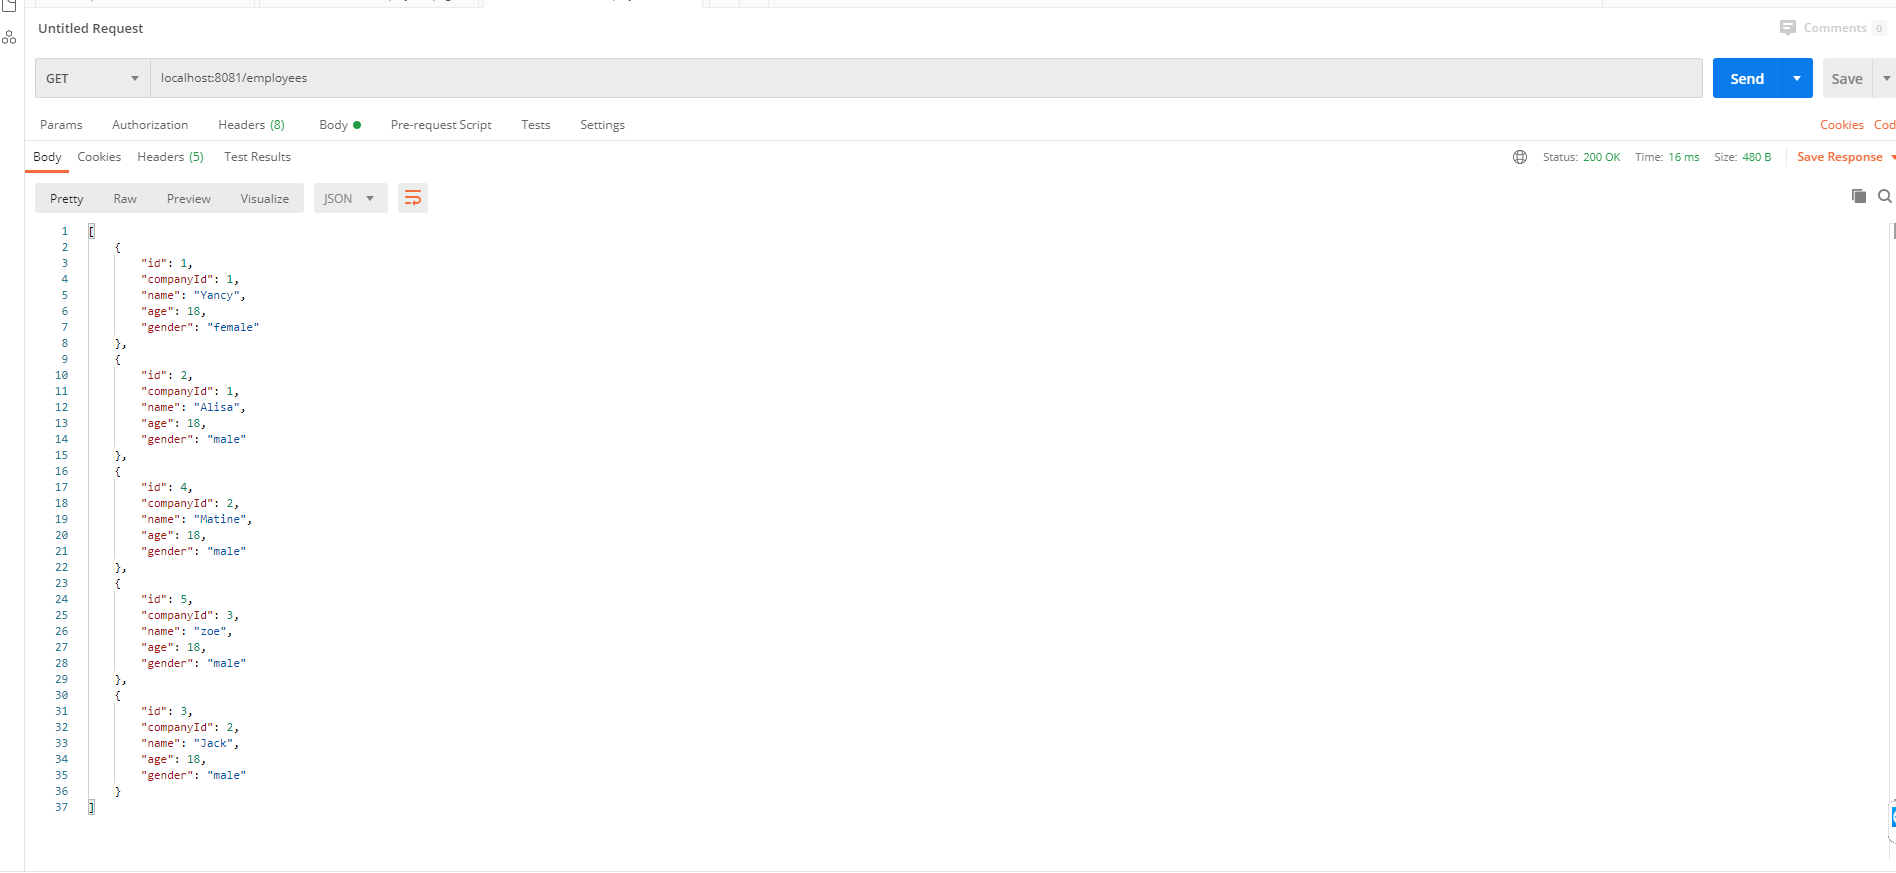 Untitled Request
Comments 0
GET localhost:8081/employees Send Save
Params Authorization Headers (8) Body Pre-request Script Tests Settings Cookies
Body Cookies Headers (5) Test Results Status: 200 OK Time: 16 ms Size: 480 B Save Response
Pretty Raw Preview Visualize JSON
1 [
2 {
3 "id": 1,
4 "companyId": 1,
5 "name": "Yancy",
6 "age": 18,
7 "gender": "female"
8 },
9 {
10 "id": 2,
11 "companyId": 1,
12 "name": "Alisa",
13 "age": 18,
14 "gender": "male"
15 },
16 {
17 "id": 4,
18 "companyId": 2,
19 "name": "Matine",
20 "age": 18,
21 "gender": "male"
22 },
23 {
24 "id": 5,
25 "companyId": 3,
26 "name": "zoe",
27 "age": 18,
28 "gender": "male"
29 },
30 {
31 "id": 3,
32 "companyId": 2,
33 "name": "Jack",
34 "age": 18,
35 "gender": "male"
36 }
37 ]